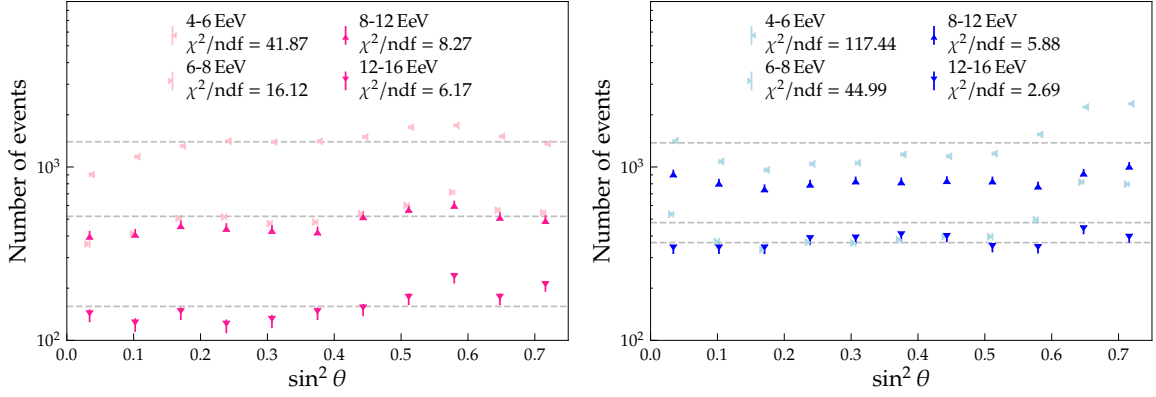 4-6 EeV
χ²/ndf = 41.87
6-8 EeV
χ²/ndf = 16.12
8-12 EeV
χ²/ndf = 8.27
12-16 EeV
χ²/ndf = 6.17
Number of events
10³
10²
0.0 0.1 0.2 0.3 0.4 0.5 0.6 0.7
sin² θ
4-6 EeV
χ²/ndf = 117.44
6-8 EeV
χ²/ndf = 44.99
8-12 EeV
χ²/ndf = 5.88
12-16 EeV
χ²/ndf = 2.69
Number of events
10³
10²
0.0 0.1 0.2 0.3 0.4 0.5 0.6 0.7
sin² θ